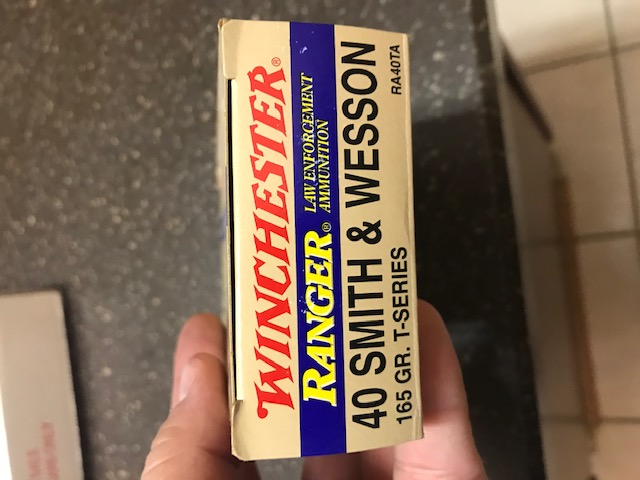 WINCHESTER®
RANGER® LAW ENFORCEMENT
AMMUNITION
40 SMITH & WESSON
165 GR. T-SERIES RA40TA